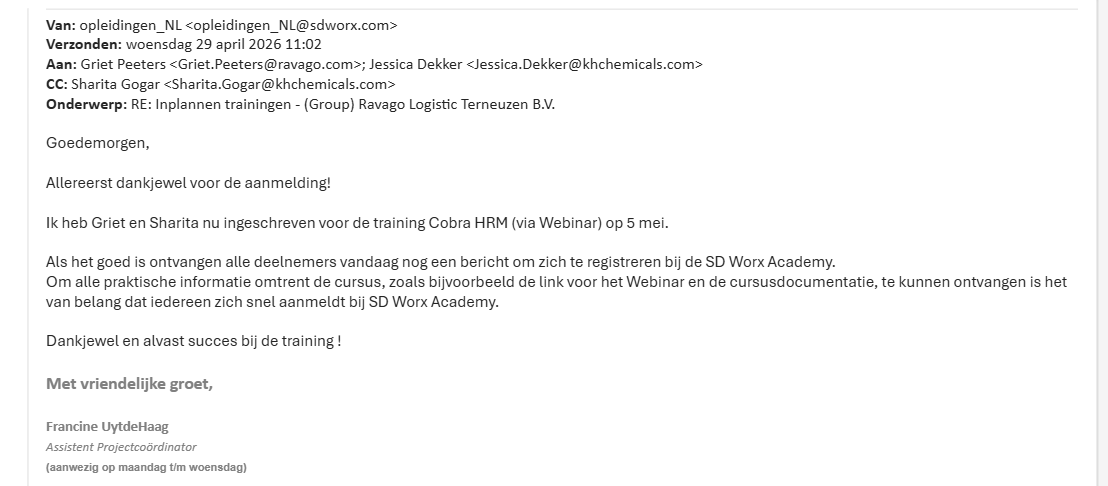 Van: opleidingen_NL <opleidingen_NL@sdworx.com>
Verzonden: woensdag 29 april 2026 11:02
Aan: Griet Peeters <Griet.Peeters@ravago.com>; Jessica Dekker <Jessica.Dekker@khchemicals.com>
CC: Sharita Gogar <Sharita.Gogar@khchemicals.com>
Onderwerp: RE: Inplannen trainingen - (Group) Ravago Logistic Terneuzen B.V.
Goedemorgen,
Allereerst dankjewel voor de aanmelding!
Ik heb Griet en Sharita nu ingeschreven voor de training Cobra HRM (via Webinar) op 5 mei.
Als het goed is ontvangen alle deelnemers vandaag nog een bericht om zich te registreren bij de SD Worx Academy.
Om alle praktische informatie omtrent de cursus, zoals bijvoorbeeld de link voor het Webinar en de cursusdocumentatie, te kunnen ontvangen is het
van belang dat iedereen zich snel aanmeldt bij SD Worx Academy.
Dankjewel en alvast succes bij de training !
Met vriendelijke groet,
Francine UytdeHaag
Assistent Projectcoördinator
(aanwezig op maandag t/m woensdag)